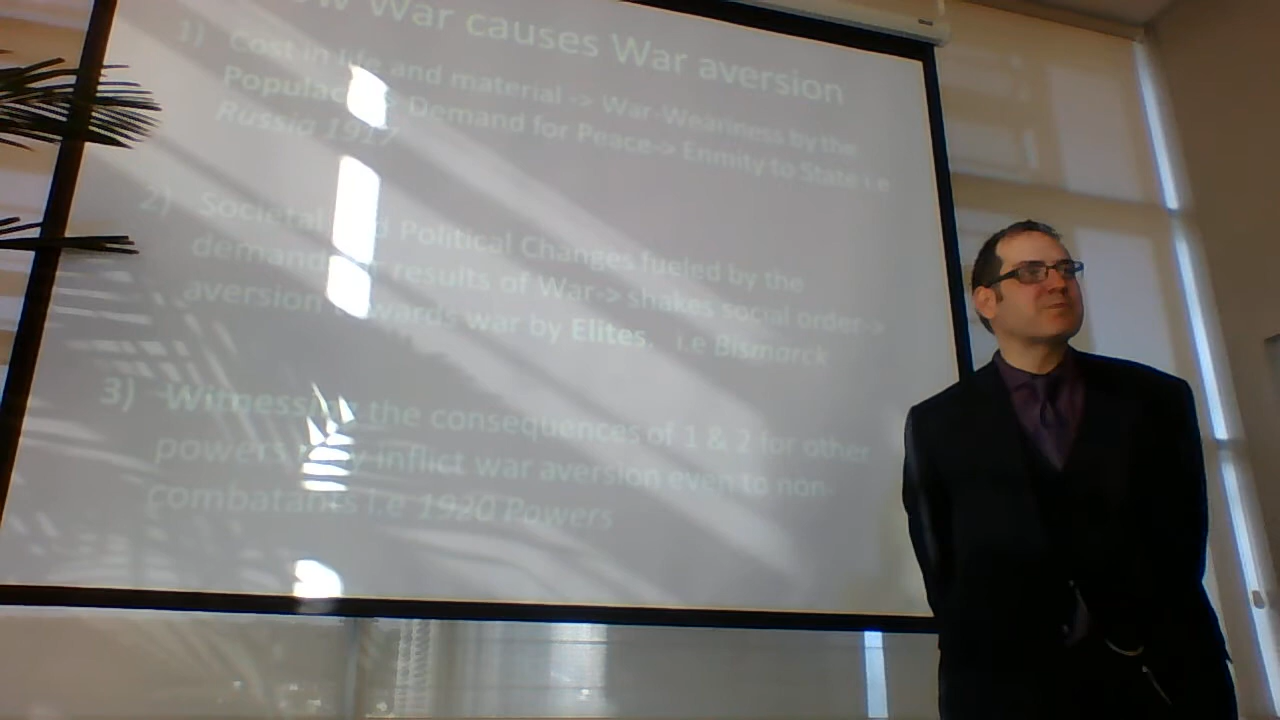 War causes War aversion
1) Cost in life and material -> War-Weariness by the
Demand for Peace-> Enmity to State i.e
Russia 1917
2) Societal and Political Changes fueled by the
results of War-> shakes social order->
aversion towards war by Elites. i.e Bismarck
3) Witnessing the consequences of 1 & 2 for other
powers inflict war aversion even to non-
combatants i.e 1920 Powers